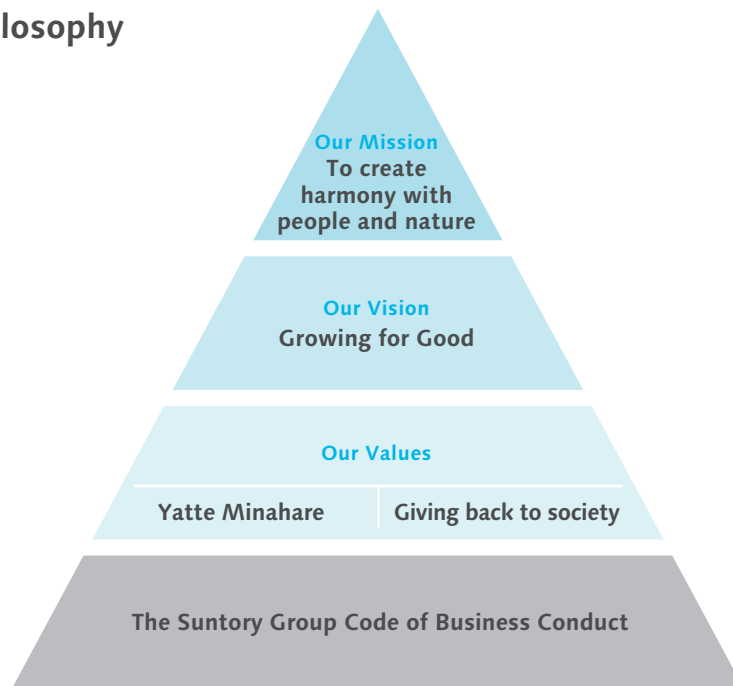 losophy
Our Mission
To create
harmony with
people and nature
Our Vision
Growing for Good
Our Values
Yatte Minahare
Giving back to society
The Suntory Group Code of Business Conduct